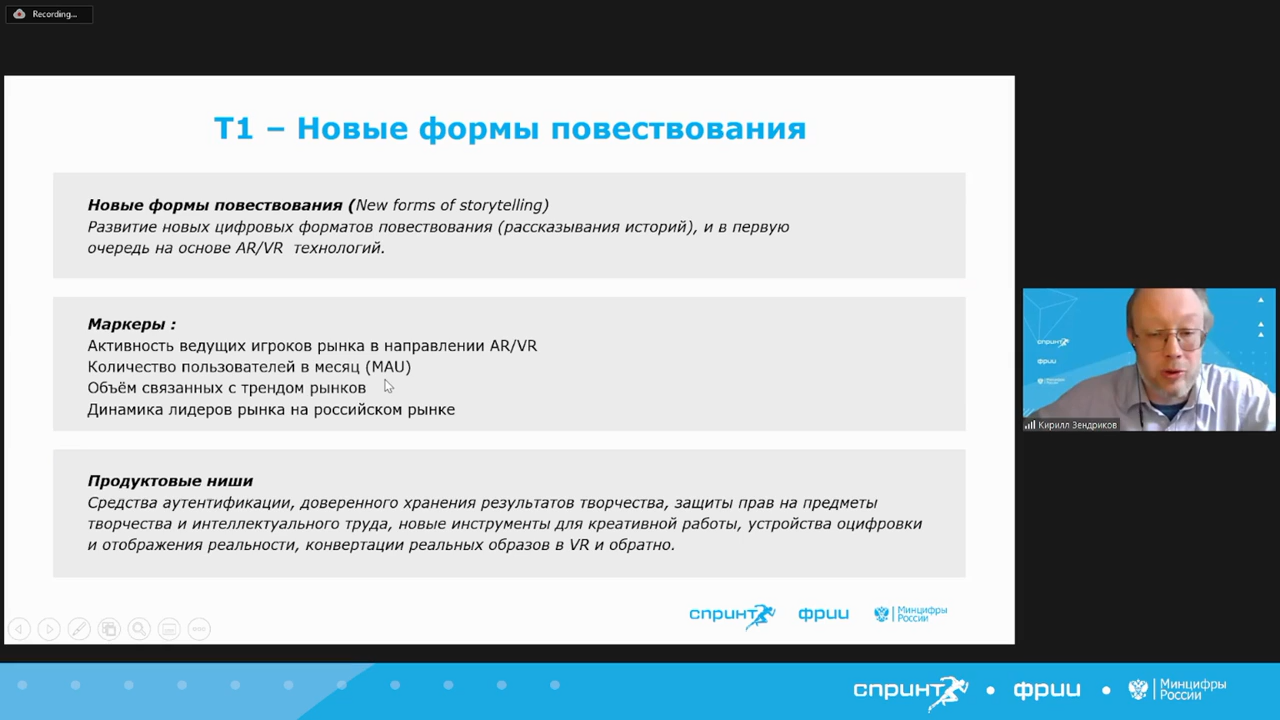 Recording...
Т1 – Новые формы повествования
Новые формы повествования (New forms of storytelling)
Развитие новых цифровых форматов повествования (рассказывания историй), и в первую
очередь на основе AR/VR технологий.
Маркеры :
Активность ведущих игроков рынка в направлении AR/VR
Количество пользователей в месяц (MAU)
Объём связанных с трендом рынков
Динамика лидеров рынка на российском рынке
Продуктовые ниши
Средства аутентификации, доверенного хранения результатов творчества, защиты прав на предметы
творчества и интеллектуального труда, новые инструменты для креативной работы, устройства оцифровки
и отображения реальности, конвертации реальных образов в VR и обратно.
спринт фрии Минцифры
России
спринт
фрии
Кирилл Зендриков
спринт • фрии • Минцифры
России